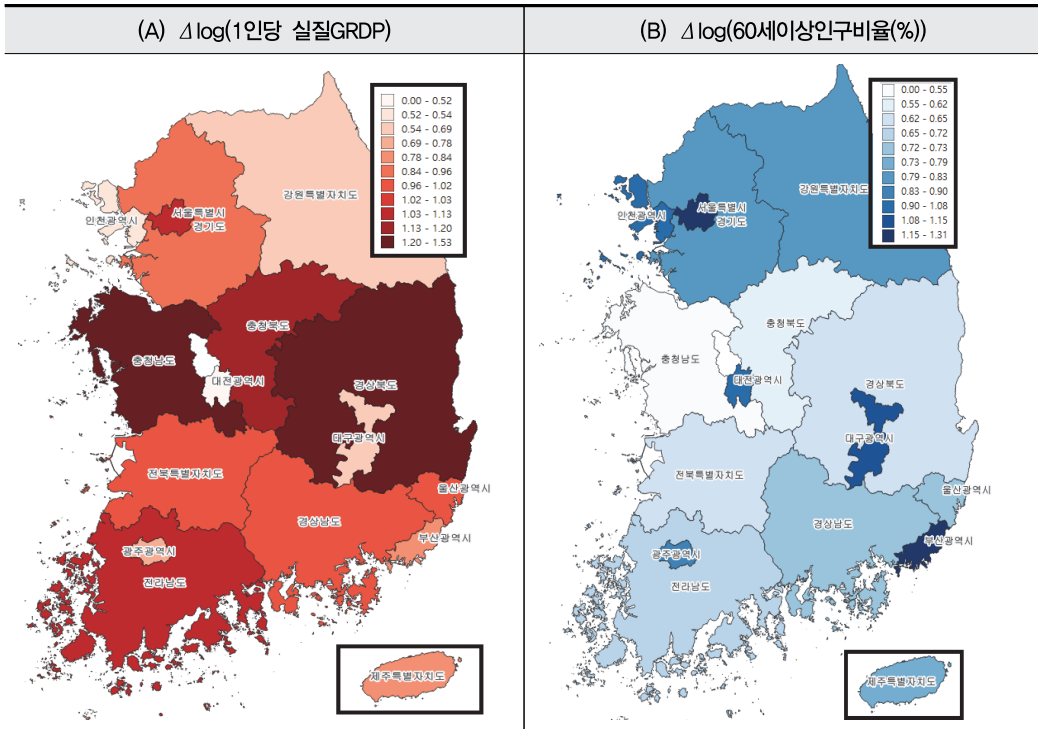 (A) Δlog(1인당 실질GRDP)
0.00 - 0.52
0.52 - 0.54
0.54 - 0.69
0.69 - 0.78
0.78 - 0.84
0.84 - 0.96
0.96 - 1.02
1.02 - 1.03
1.03 - 1.13
1.13 - 1.20
1.20 - 1.53
강원특별자치도
인천광역시
서울특별시
경기도
충청북도
충청남도
대전광역시
경상북도
대구광역시
전북특별자치도
울산광역시
경상남도
부산광역시
광주광역시
전라남도
제주특별자치도
(B) Δlog(60세이상인구비율(%))
0.00 - 0.55
0.55 - 0.62
0.62 - 0.65
0.65 - 0.72
0.72 - 0.73
0.73 - 0.79
0.79 - 0.83
0.83 - 0.90
0.90 - 1.08
1.08 - 1.15
1.15 - 1.31
강원특별자치도
인천광역시
서울특별시
경기도
충청북도
충청남도
대전광역시
경상북도
대구광역시
전북특별자치도
울산광역시
경상남도
부산광역시
광주광역시
전라남도
제주특별자치도